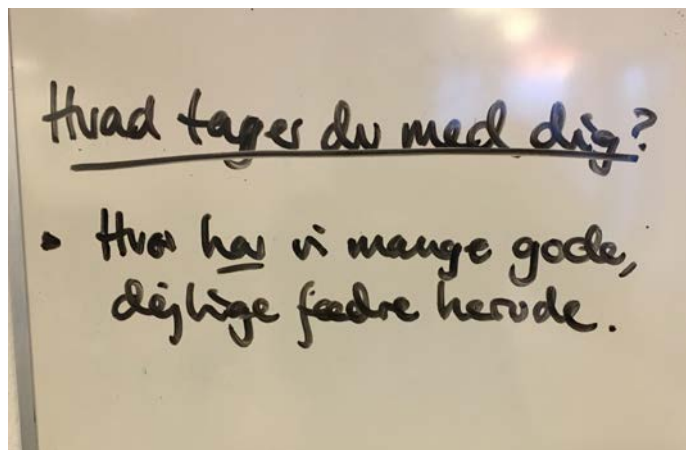 Hvad tager du med dig?
• Hvor har vi mange gode,
dejlige fædre herude.